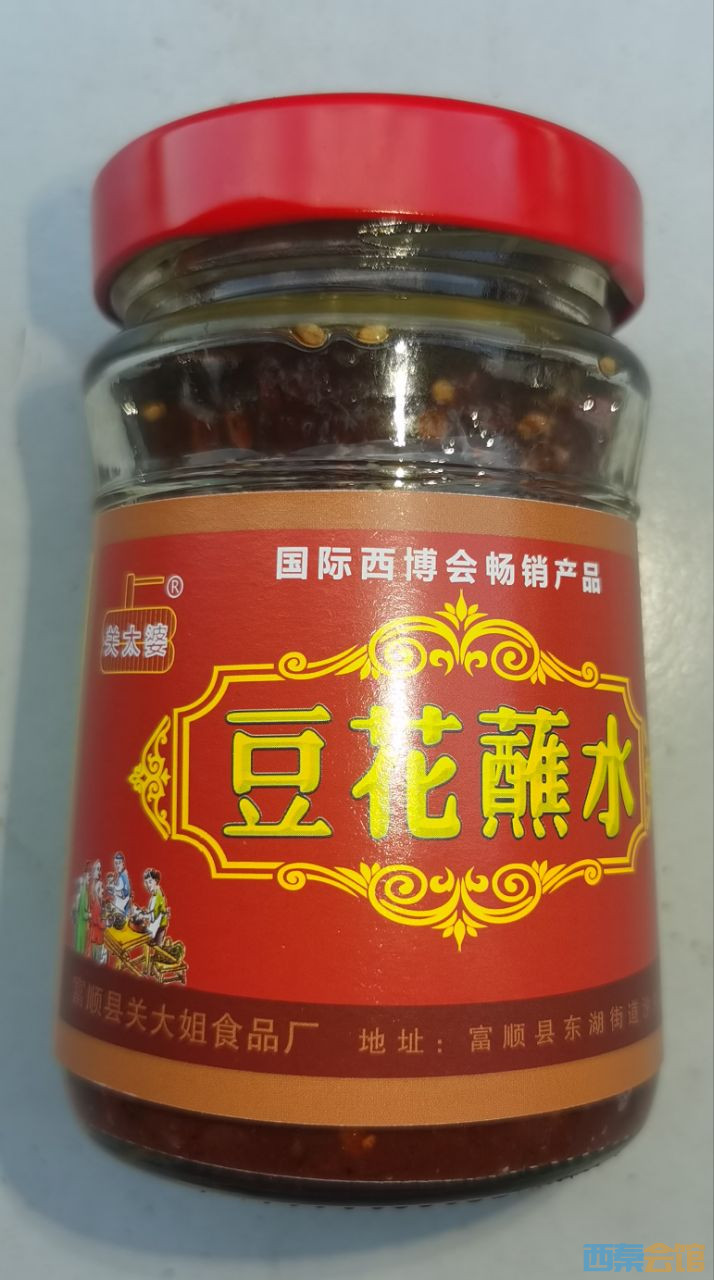 国际西博会畅销产品
®
关太婆
豆花蘸水
富顺县关大姐食品厂 地址：富顺县东湖街道
西秦会馆